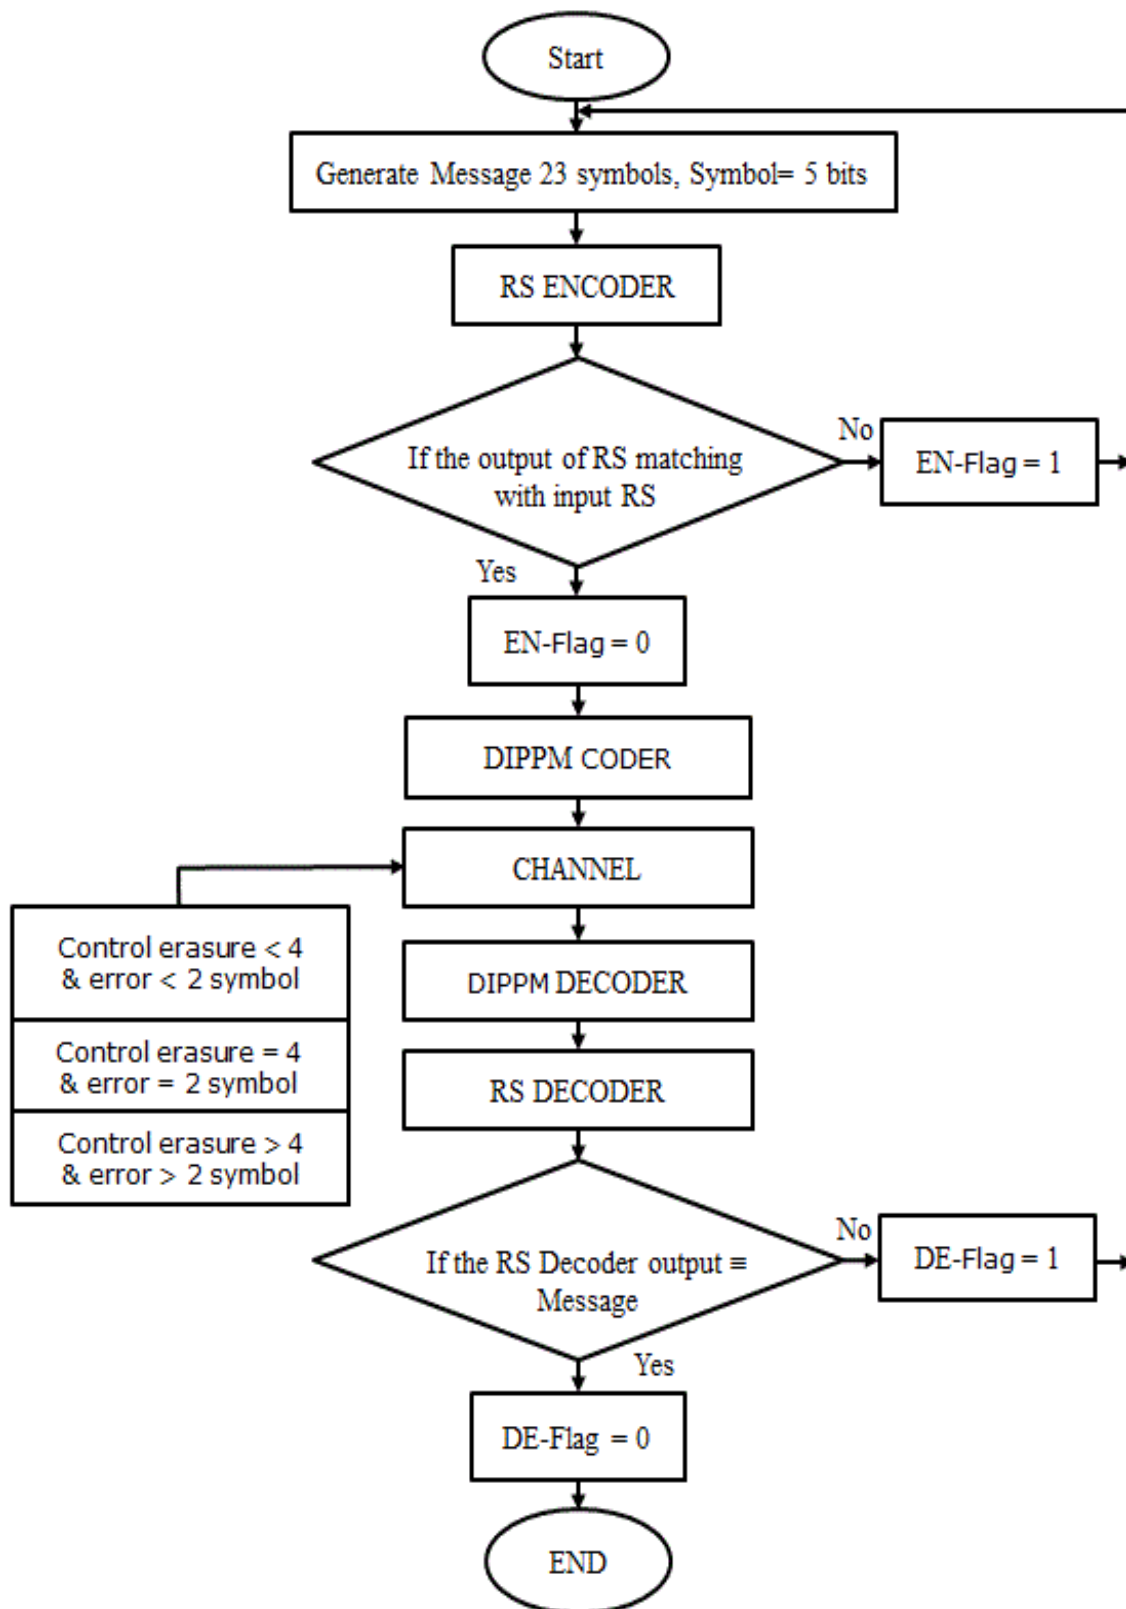 Start
Generate Message 23 symbols, Symbol= 5 bits
RS ENCODER
If the output of RS matching
with input RS
No
EN-Flag = 1
Yes
EN-Flag = 0
DIPPM CODER
CHANNEL
Control erasure < 4
& error < 2 symbol
Control erasure = 4
& error = 2 symbol
Control erasure > 4
& error > 2 symbol
DIPPM DECODER
RS DECODER
If the RS Decoder output ≡
Message
No
DE-Flag = 1
Yes
DE-Flag = 0
END